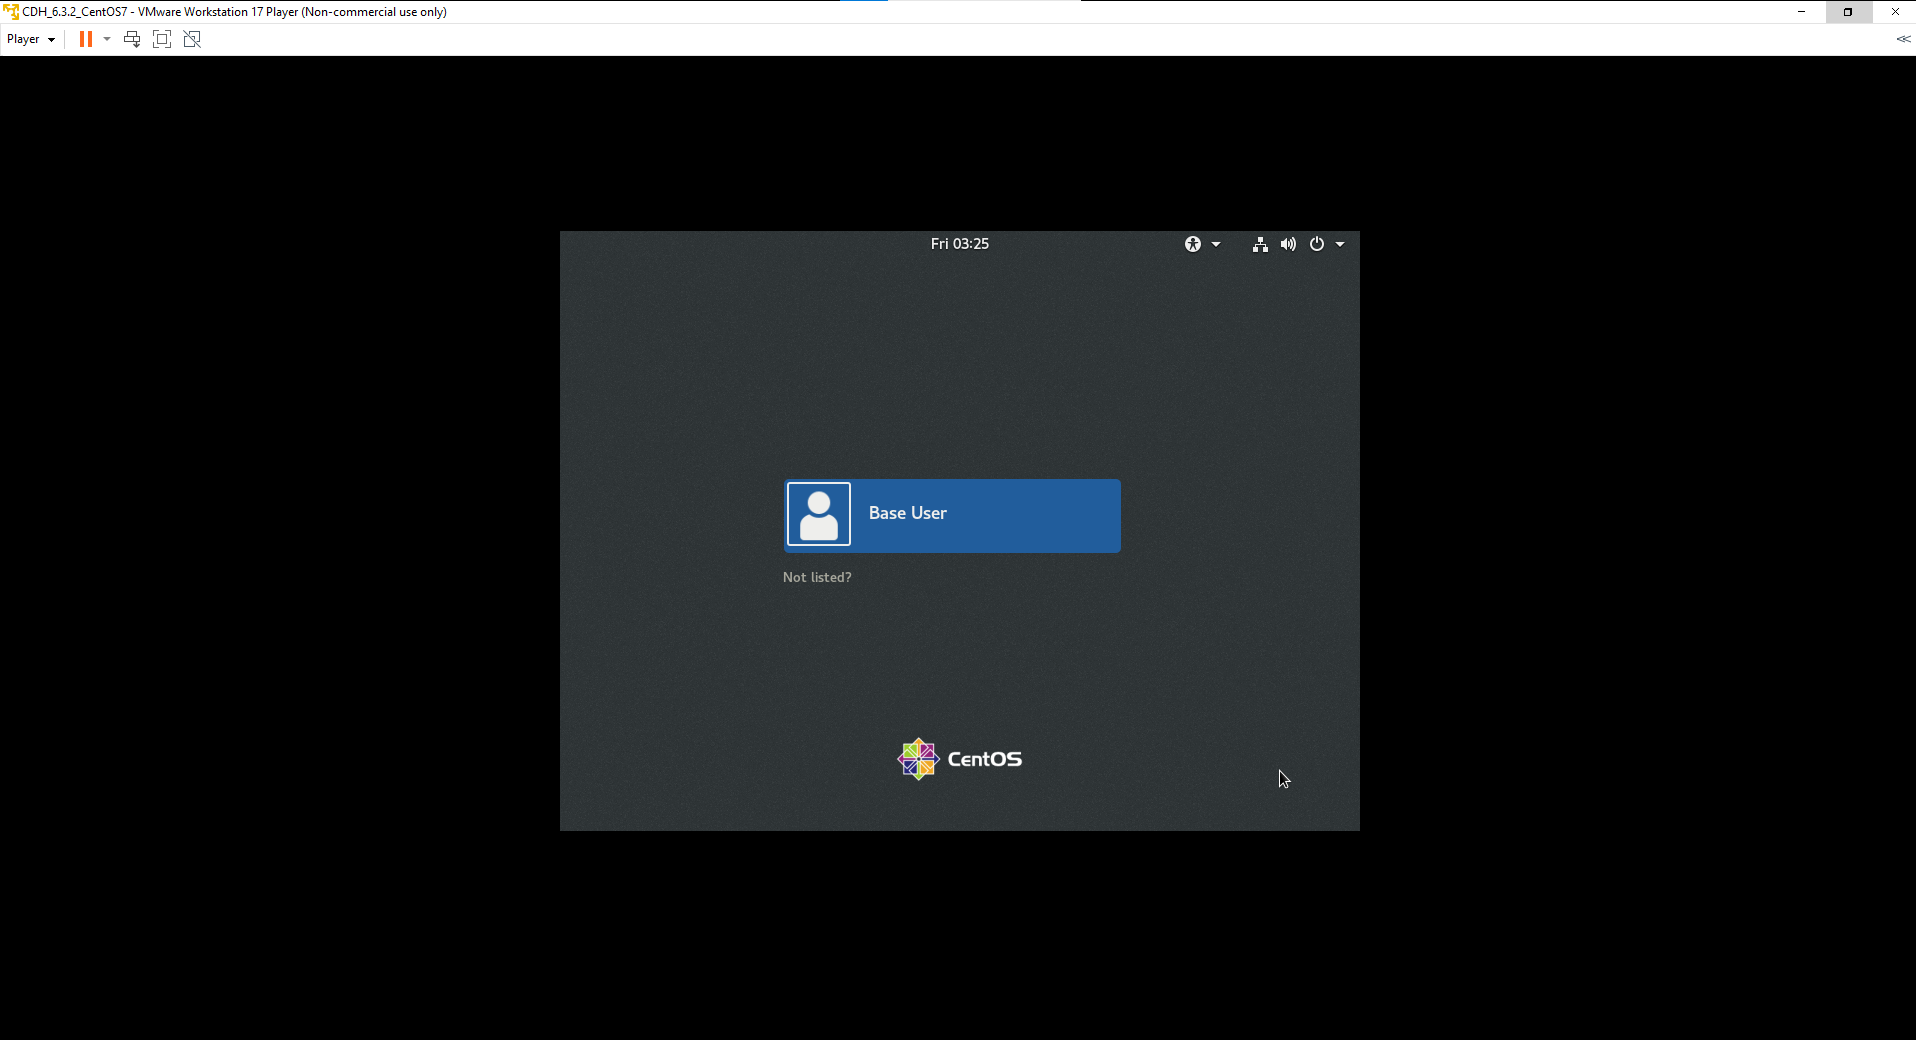 CDH_6.3.2_CentOS7 - VMware Workstation 17 Player (Non-commercial use only)
Player
Fri 03:25
Base User
Not listed?
CentOS